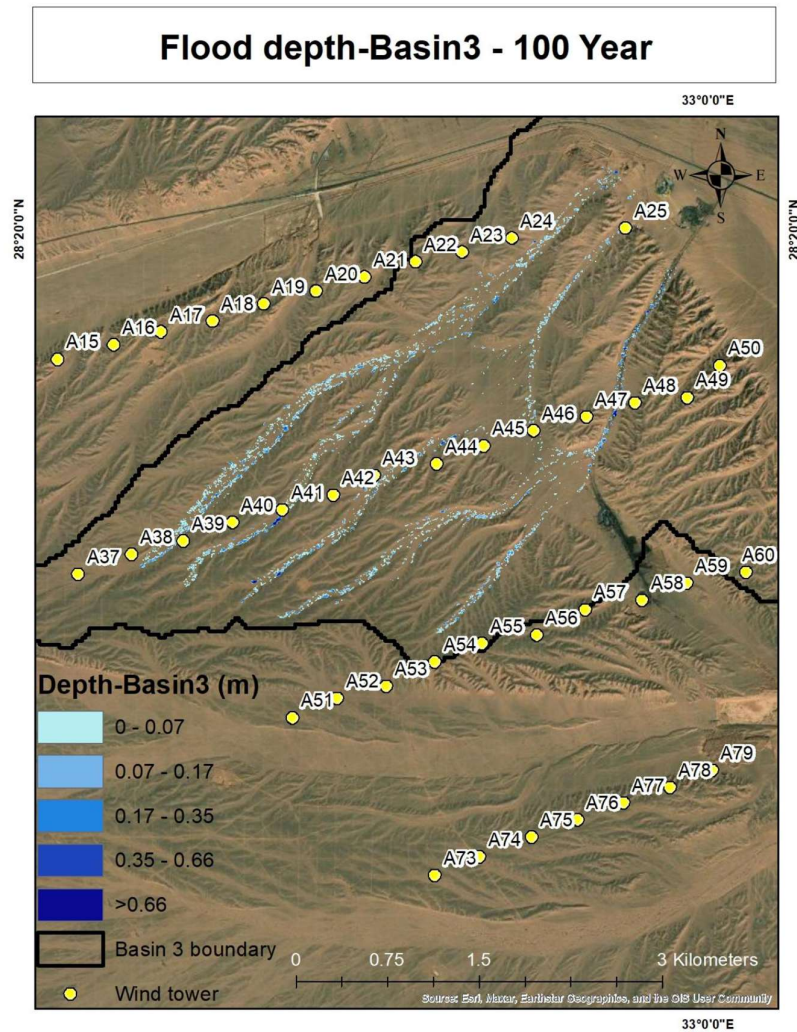 Flood depth-Basin3 - 100 Year
33°0'0"E
28°20'0"N
28°20'0"N
N
W E
S
A25
A24
A23
A22
A21
A20
A19
A18
A17
A16
A15
A50
A49
A48
A47
A46
A45
A44
A43
A42
A41
A40
A39
A38
A37
A60
A59
A58
A57
A56
A55
A54
A53
A52
A51
A79
A78
A77
A76
A75
A74
A73
Depth-Basin3 (m)
0 - 0.07
0.07 - 0.17
0.17 - 0.35
0.35 - 0.66
>0.66
Basin 3 boundary
Wind tower
0 0.75 1.5 3 Kilometers
Source: Esri, Maxar, Earthstar Geographics, and the GIS User Community
33°0'0"E